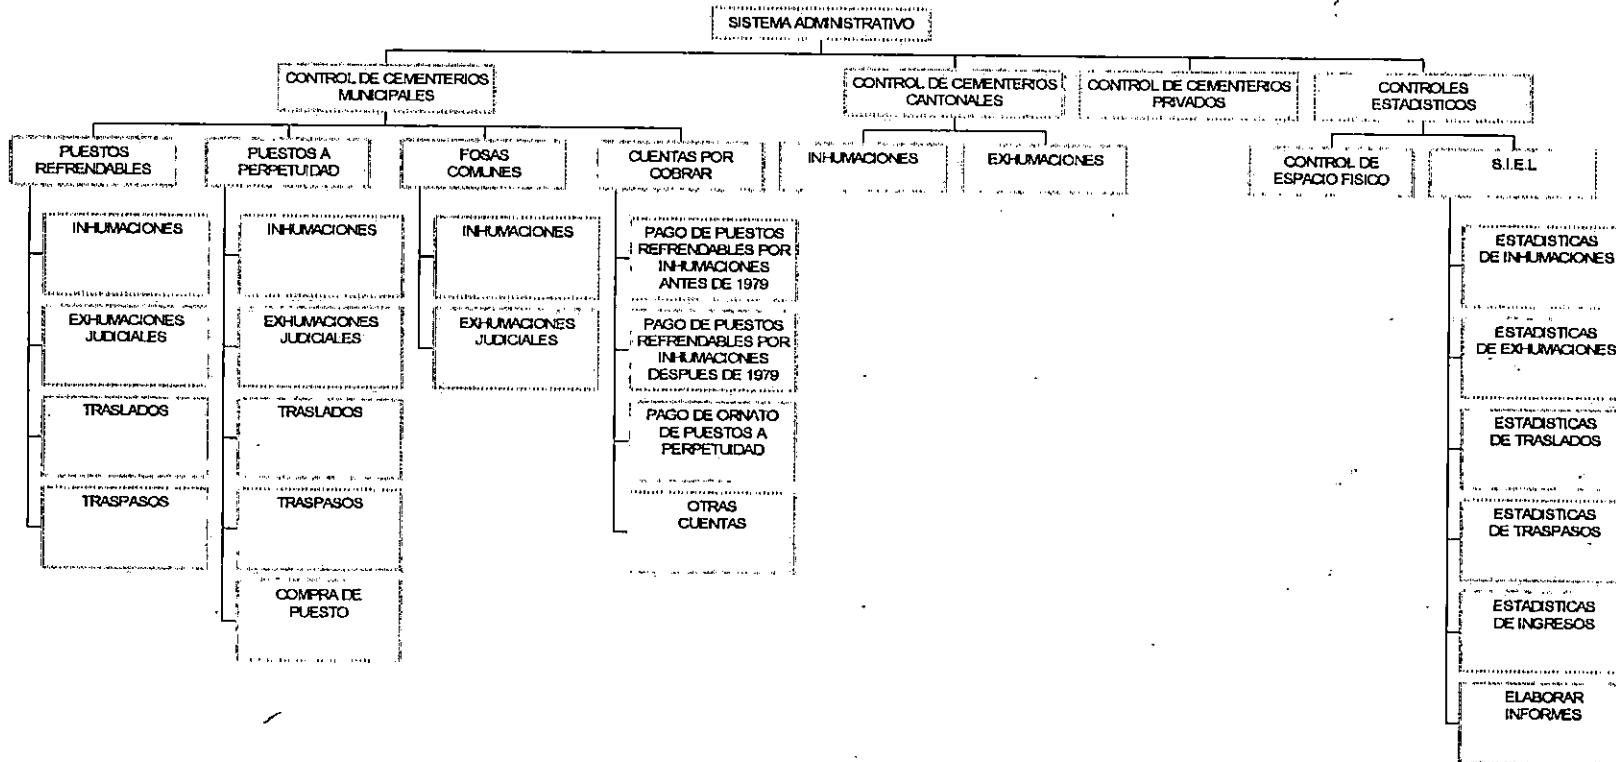 SISTEMA ADMINISTRATIVO
CONTROL DE CEMENTERIOS
MUNICIPALES
CONTROL DE CEMENTERIOS
CANTONALES
CONTROL DE CEMENTERIOS
PRIVADOS
CONTROLES
ESTADISTICOS
PUESTOS
REFRENDABLES
PUESTOS A
PERPETUIDAD
FOSAS
COMUNES
CUENTAS POR
COBRAR
INHUMACIONES
EXHUMACIONES
CONTROL DE
ESPACIO FISICO
S.I.E.L
INHUMACIONES
EXHUMACIONES
JUDICIALES
TRASLADOS
TRASPASOS
INHUMACIONES
EXHUMACIONES
JUDICIALES
TRASLADOS
TRASPASOS
COMPRA DE
PUESTO
INHUMACIONES
EXHUMACIONES
JUDICIALES
PAGO DE PUESTOS
REFRENDABLES POR
INHUMACIONES
ANTES DE 1979
PAGO DE PUESTOS
REFRENDABLES POR
INHUMACIONES
DESPUES DE 1979
PAGO DE ORNATO
DE PUESTOS A
PERPETUIDAD
OTRAS
CUENTAS
ESTADISTICAS
DE INHUMACIONES
ESTADISTICAS
DE EXHUMACIONES
ESTADISTICAS
DE TRASLADOS
ESTADISTICAS
DE TRASPASOS
ESTADISTICAS
DE INGRESOS
ELABORAR
INFORMES